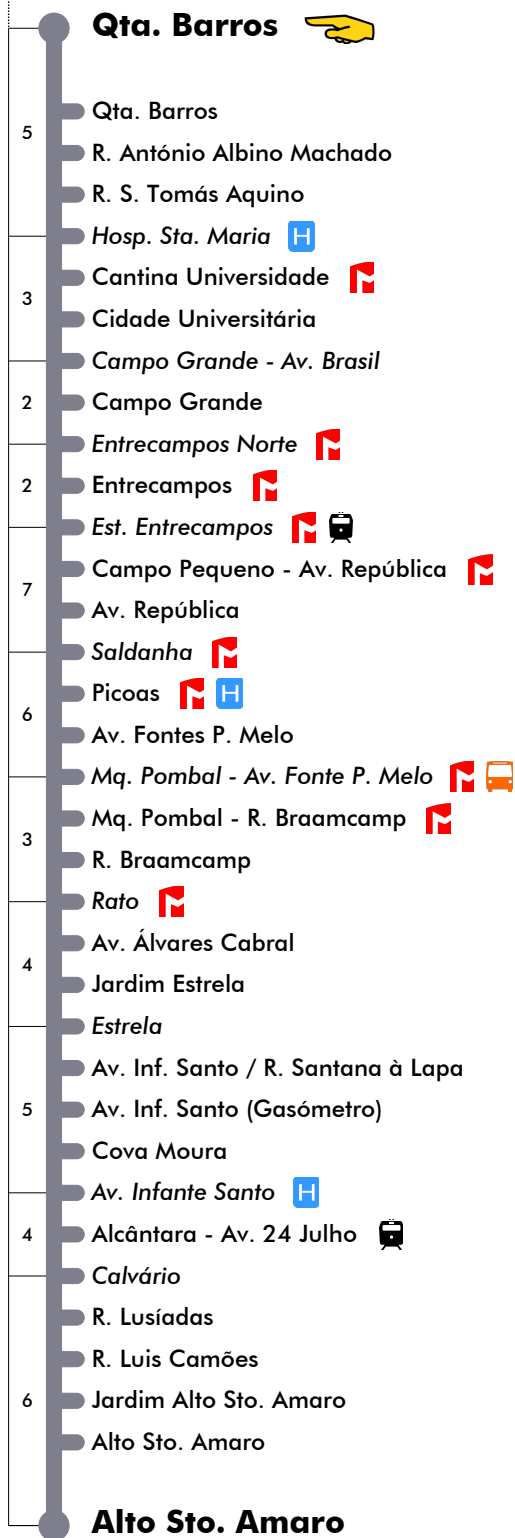 Qta. Barros
5
Qta. Barros
R. António Albino Machado
R. S. Tomás Aquino
Hosp. Sta. Maria H
3
Cantina Universidade
Cidade Universitária
Campo Grande - Av. Brasil
2
Campo Grande
Entrecampos Norte
2
Entrecampos
Est. Entrecampos
7
Campo Pequeno - Av. República
Av. República
Saldanha
6
Picoas H
Av. Fontes P. Melo
Mq. Pombal - Av. Fonte P. Melo
3
Mq. Pombal - R. Braamcamp
R. Braamcamp
Rato
4
Av. Álvares Cabral
Jardim Estrela
Estrela
5
Av. Inf. Santo / R. Santana à Lapa
Av. Inf. Santo (Gasómetro)
Cova Moura
Av. Infante Santo H
4
Alcântara - Av. 24 Julho
Calvário
6
R. Lusíadas
R. Luis Camões
Jardim Alto Sto. Amaro
Alto Sto. Amaro
Alto Sto. Amaro